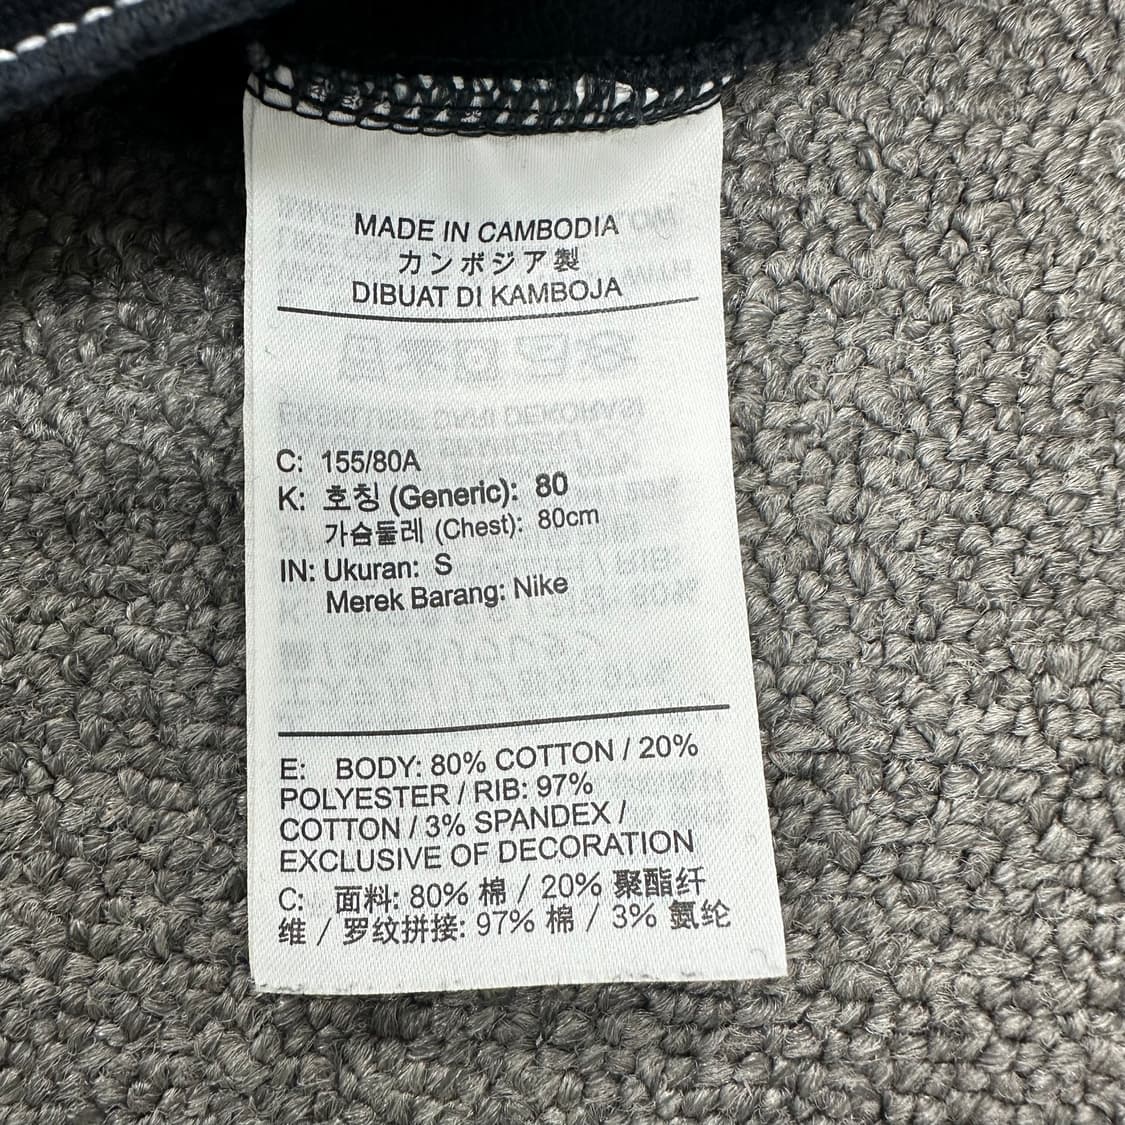 MADE IN CAMBODIA
カンボジア製
DIBUAT DI KAMBOJA
C: 155/80A
K: 호칭 (Generic): 80
가슴둘레 (Chest): 80cm
IN: Ukuran: S
Merek Barang: Nike
E: BODY: 80% COTTON / 20%
POLYESTER / RIB: 97%
COTTON / 3% SPANDEX /
EXCLUSIVE OF DECORATION
C: 面料: 80% 棉 / 20% 聚酯纤
维 / 罗纹拼接: 97% 棉 / 3% 氨纶